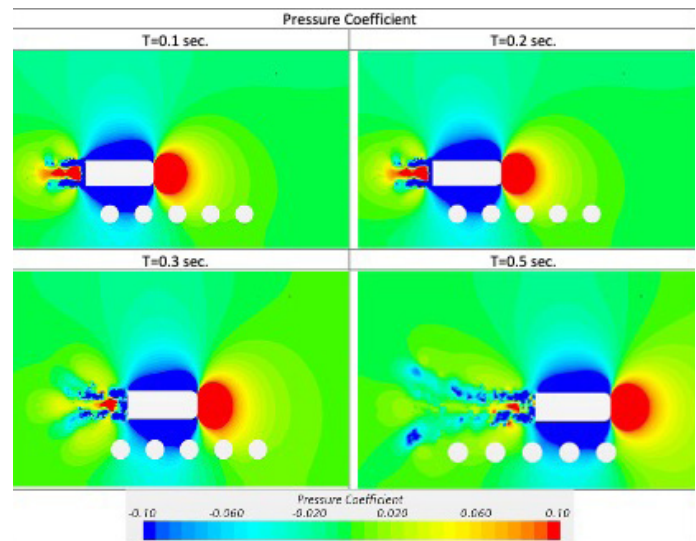 Pressure Coefficient
T=0.1 sec.
T=0.2 sec.
T=0.3 sec.
T=0.5 sec.
Pressure Coefficient
-0.10 -0.060 -0.020 0.020 0.060 0.10